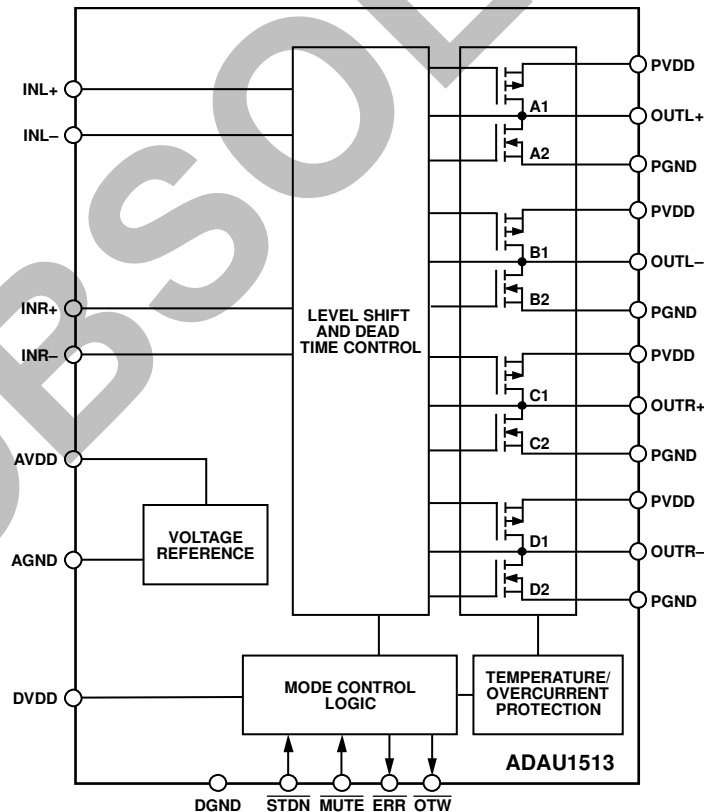 INL+
INL–
INR+
INR–
AVDD
AGND
DVDD
LEVEL SHIFT
AND DEAD
TIME CONTROL
VOLTAGE
REFERENCE
A1
A2
B1
B2
C1
C2
D1
D2
PVDD
OUTL+
PGND
PVDD
OUTL–
PGND
PVDD
OUTR+
PGND
PVDD
OUTR–
PGND
MODE CONTROL
LOGIC
TEMPERATURE/
OVERCURRENT
PROTECTION
ADAU1513
DGND
STDN
MUTE
ERR
OTW